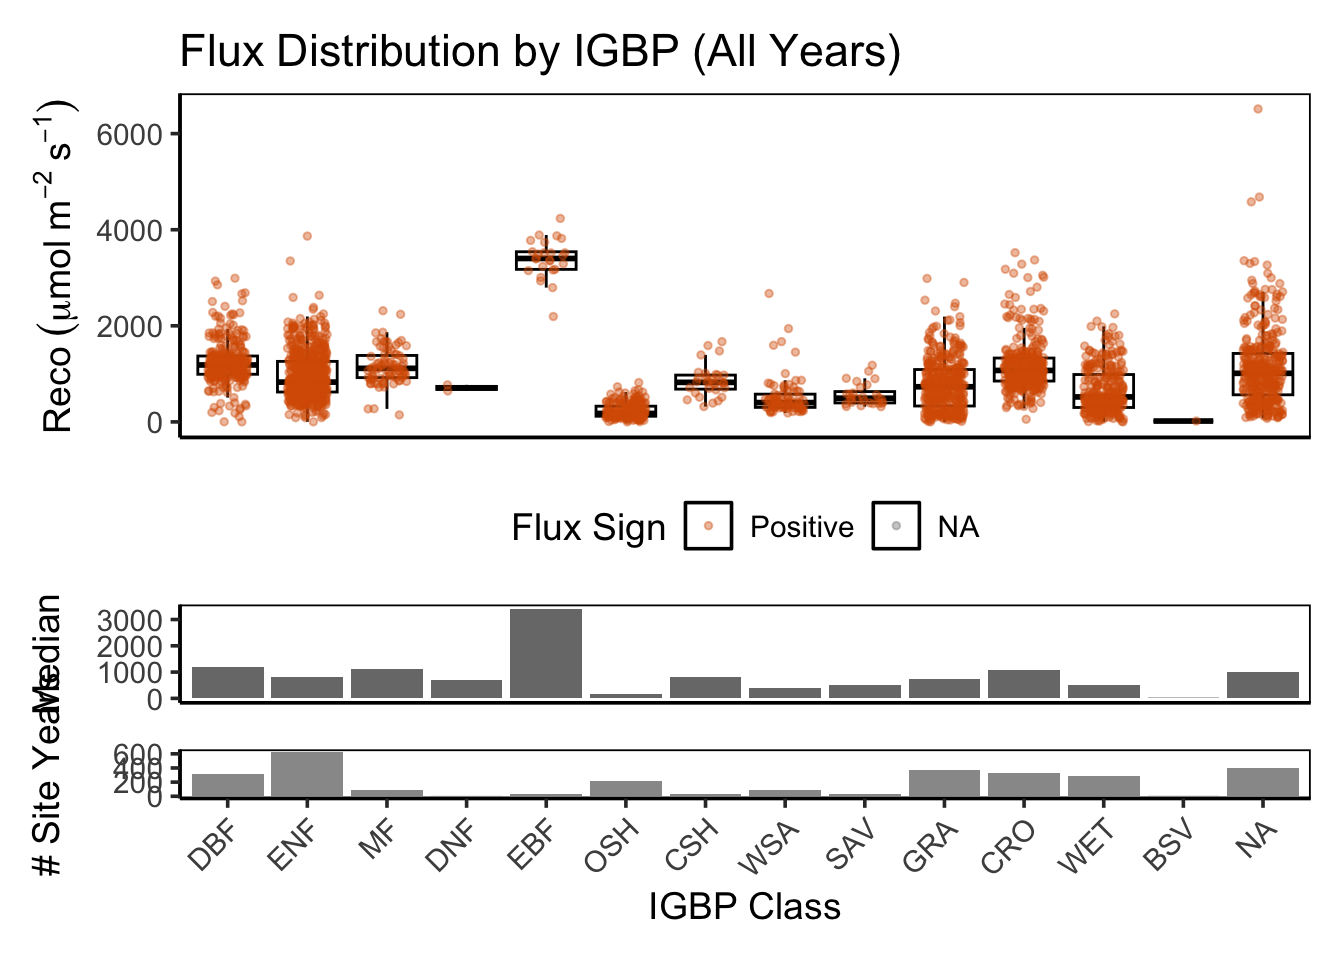 Flux Distribution by IGBP (All Years)
Reco (μmol m⁻² s⁻¹)
6000
4000
2000
0
Flux Sign
Positive
NA
Median
3000
2000
1000
0
# Site Years
600
400
200
0
DBF
ENF
MF
DNF
EBF
OSH
CSH
WSA
SAV
GRA
CRO
WET
BSV
NA
IGBP Class